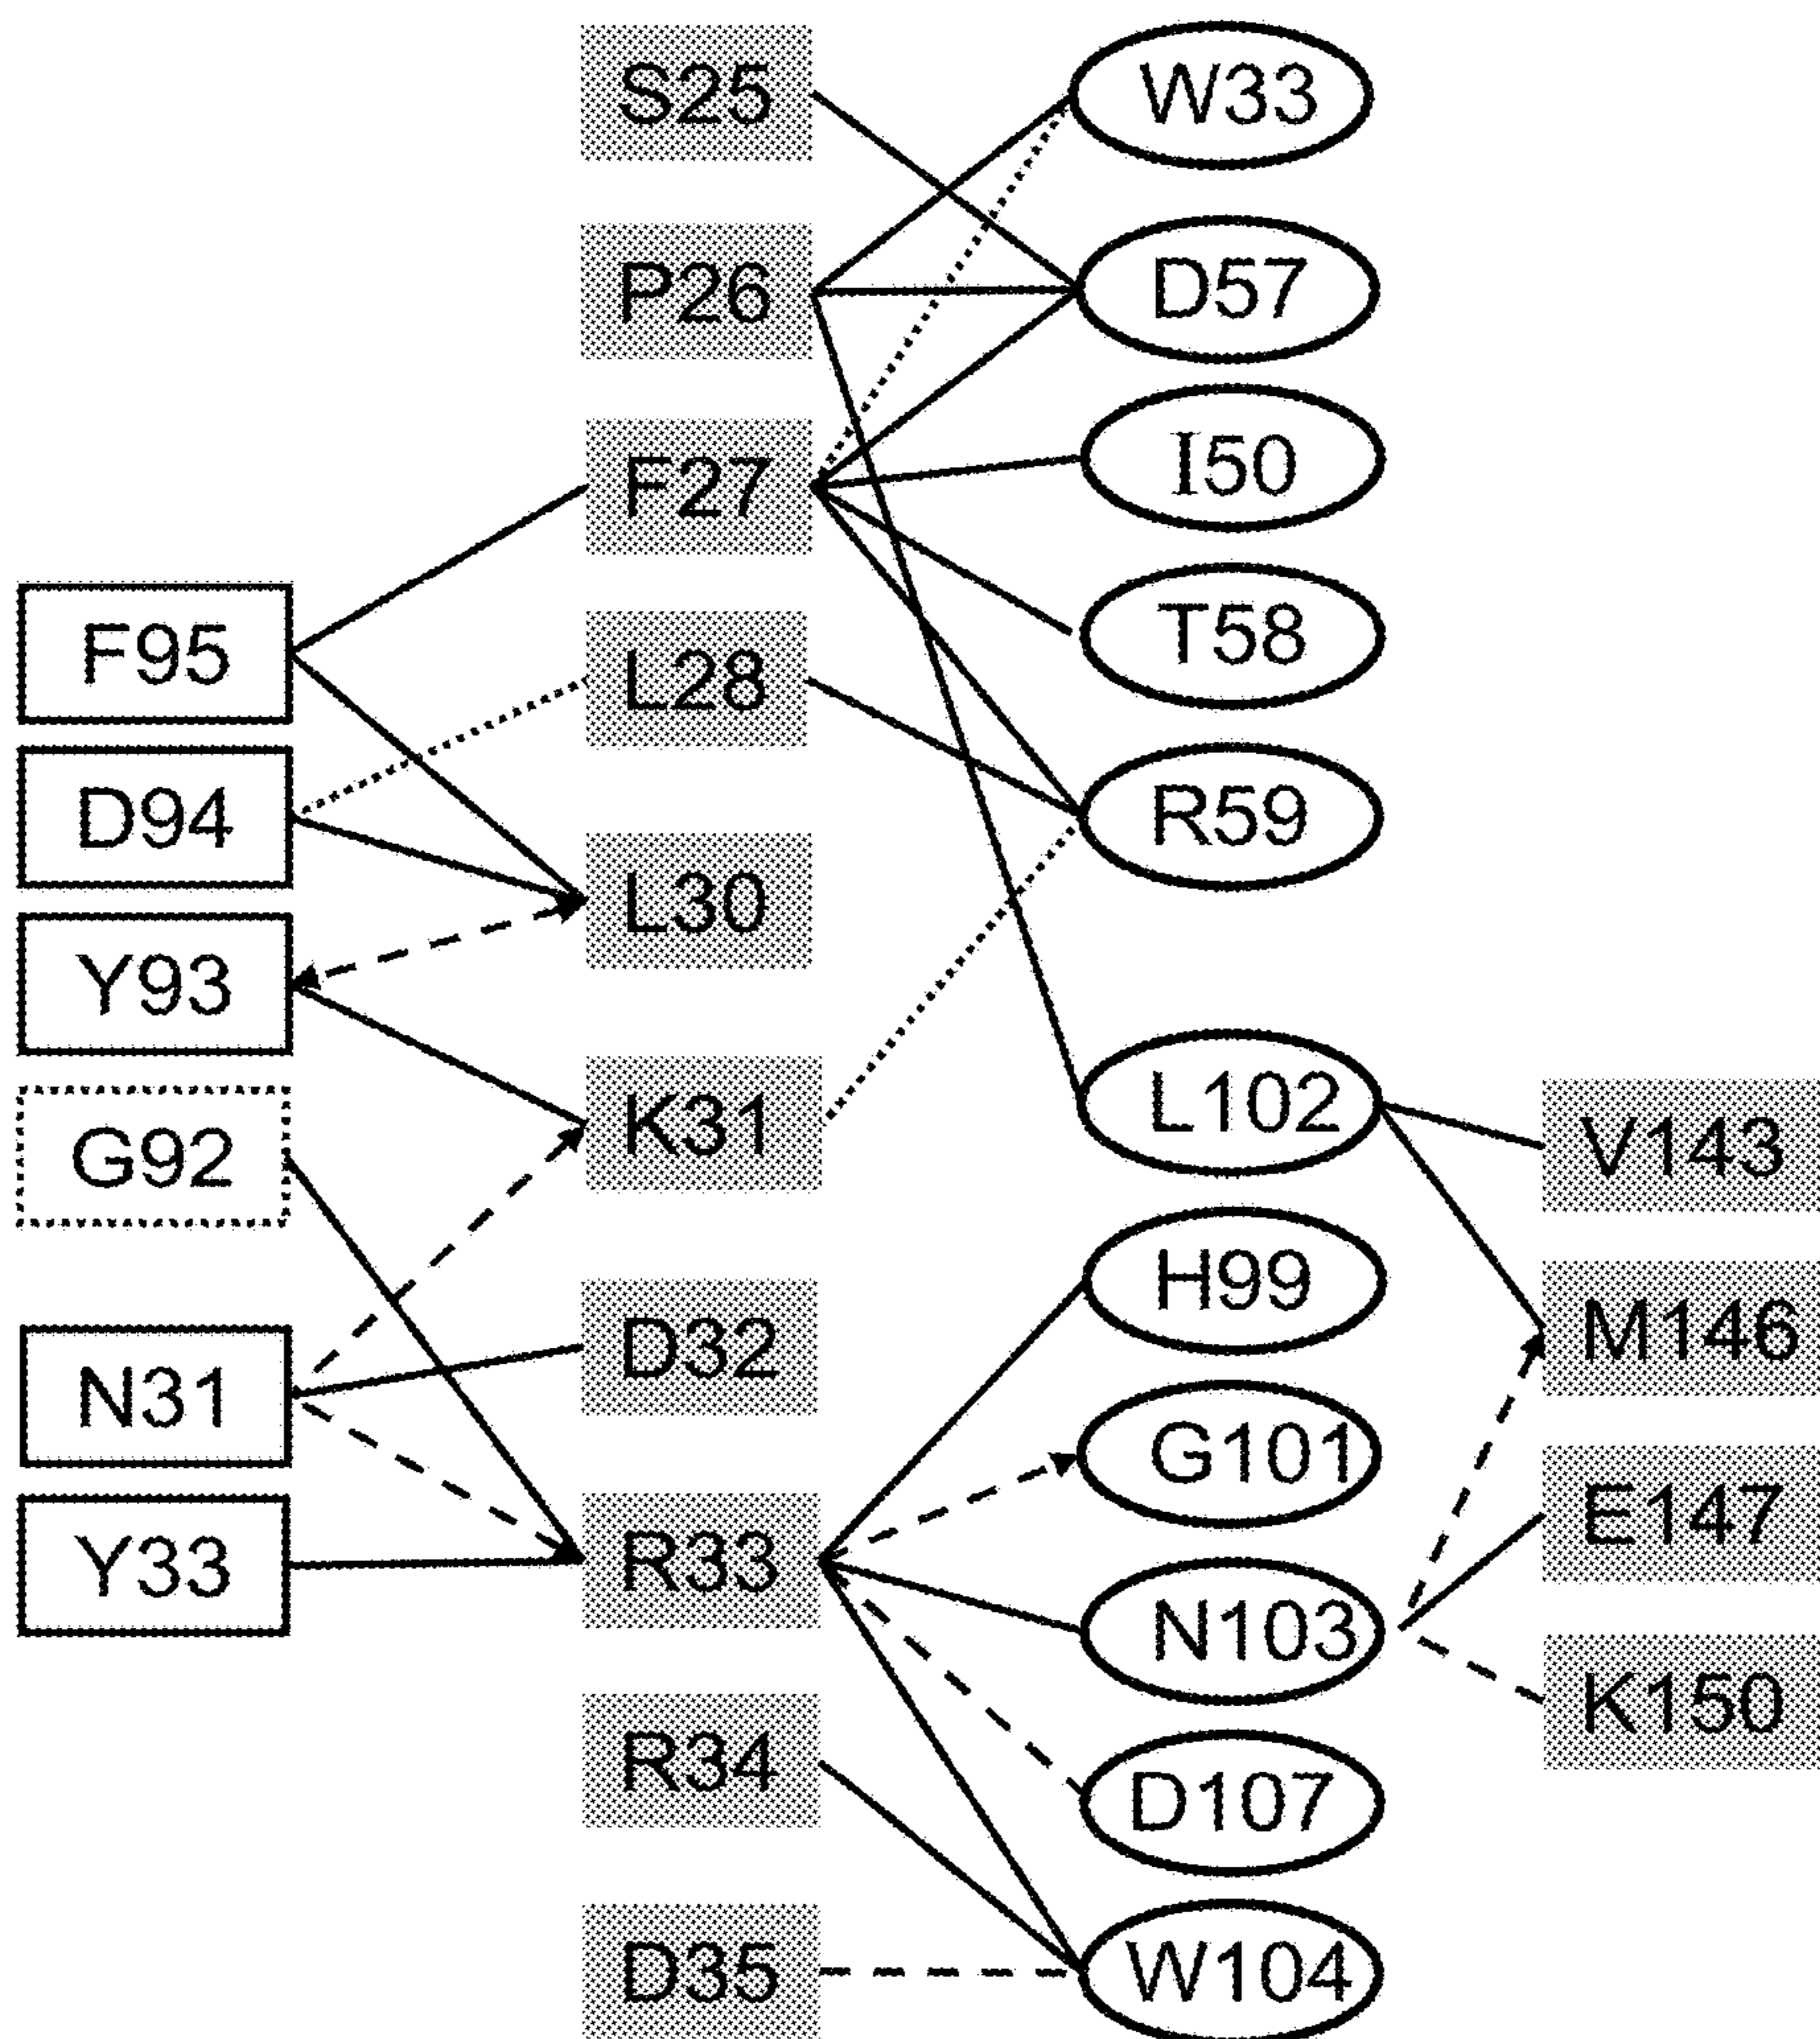 S25
W33
P26
D57
F27
I50
F95
L28
T58
D94
L30
R59
Y93
K31
L102
V143
G92
H99
M146
N31
D32
G101
E147
Y33
R33
N103
K150
R34
D107
D35
W104